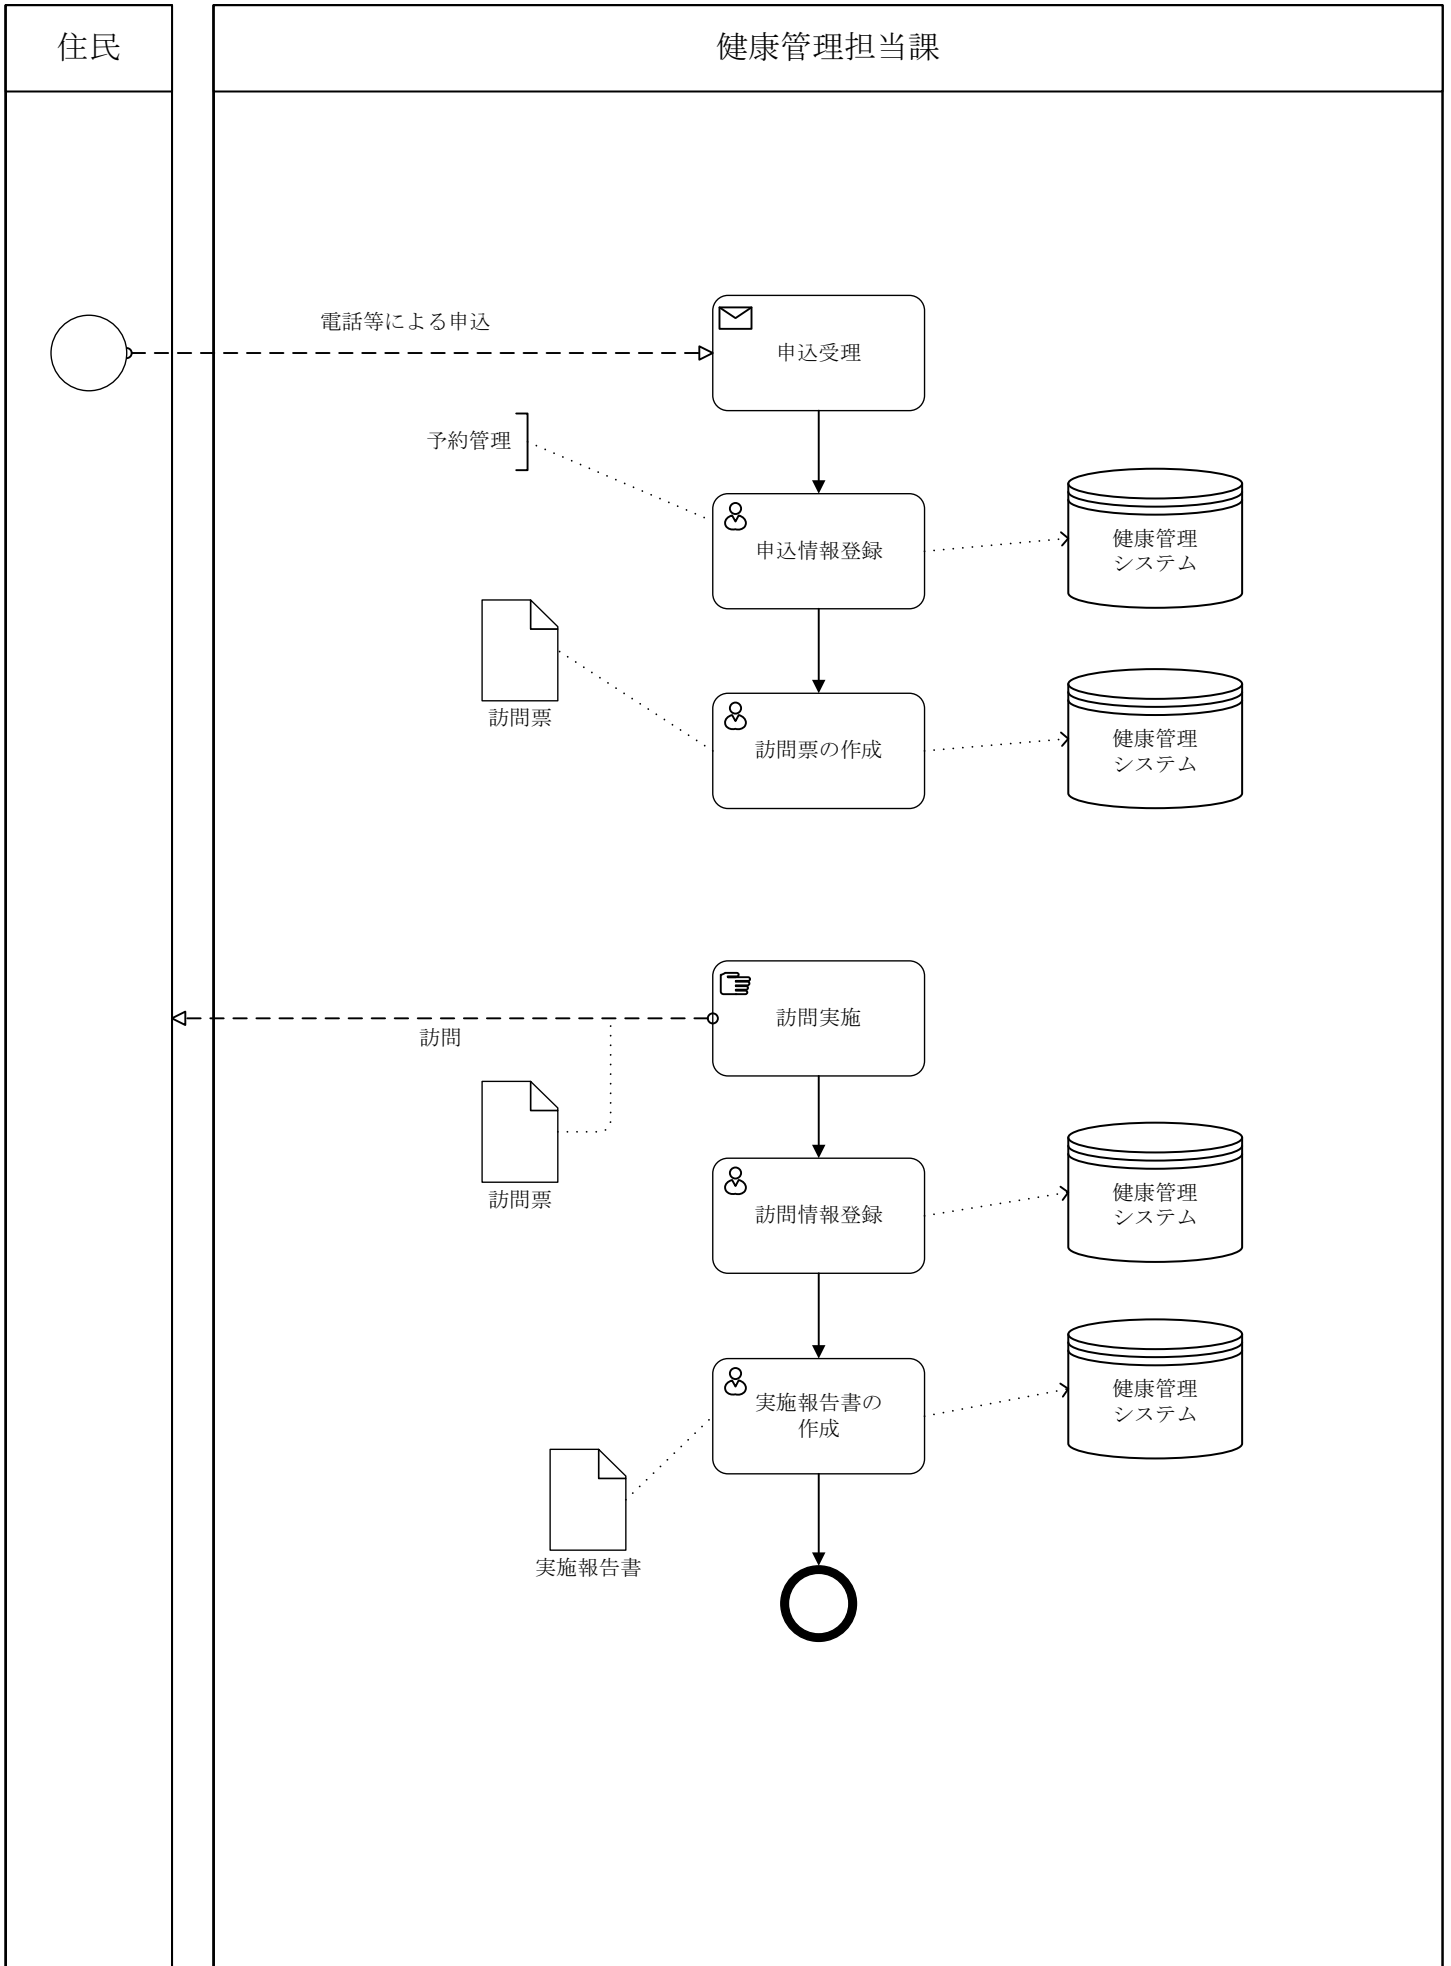 住民
健康管理担当課
電話等による申込
申込受理
予約管理
申込情報登録
健康管理
システム
訪問票
訪問票の作成
健康管理
システム
訪問実施
訪問
訪問票
訪問情報登録
健康管理
システム
実施報告書の
作成
健康管理
システム
実施報告書